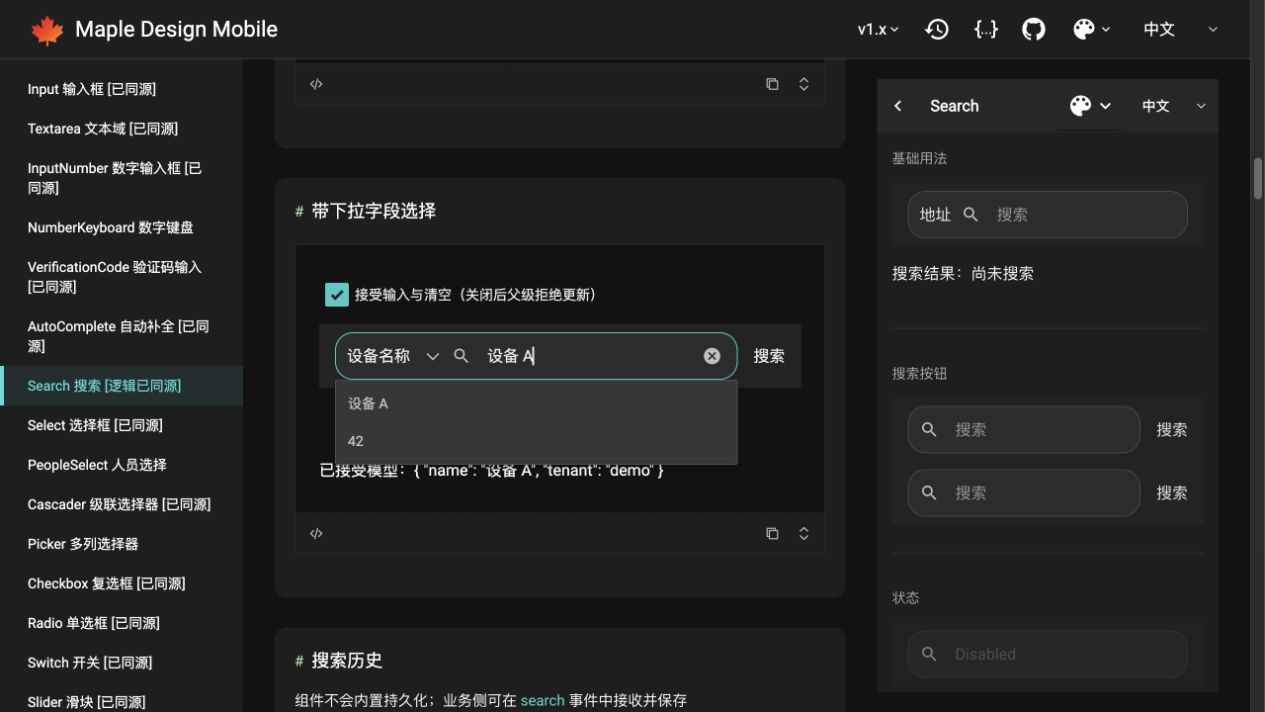 Maple Design Mobile
v1.x
中文
Input 输入框 [已同源]
Textarea 文本域 [已同源]
InputNumber 数字输入框 [已
同源]
NumberKeyboard 数字键盘
VerificationCode 验证码输入
[已同源]
AutoComplete 自动补全 [已同
源]
Search 搜索 [逻辑已同源]
Select 选择框 [已同源]
PeopleSelect 人员选择
Cascader 级联选择器 [已同源]
Picker 多列选择器
Checkbox 复选框 [已同源]
Radio 单选框 [已同源]
Switch 开关 [已同源]
Slider 滑块 [已同源]
# 带下拉字段选择
接受输入与清空（关闭后父级拒绝更新）
设备名称 设备 A 搜索
设备 A
42
已接受模型：{ "name": "设备 A", "tenant": "demo" }
# 搜索历史
组件不会内置持久化；业务侧可在 search 事件中接收并保存
Search
中文
基础用法
地址 搜索
搜索结果：尚未搜索
搜索按钮
搜索 搜索
搜索 搜索
状态
Disabled